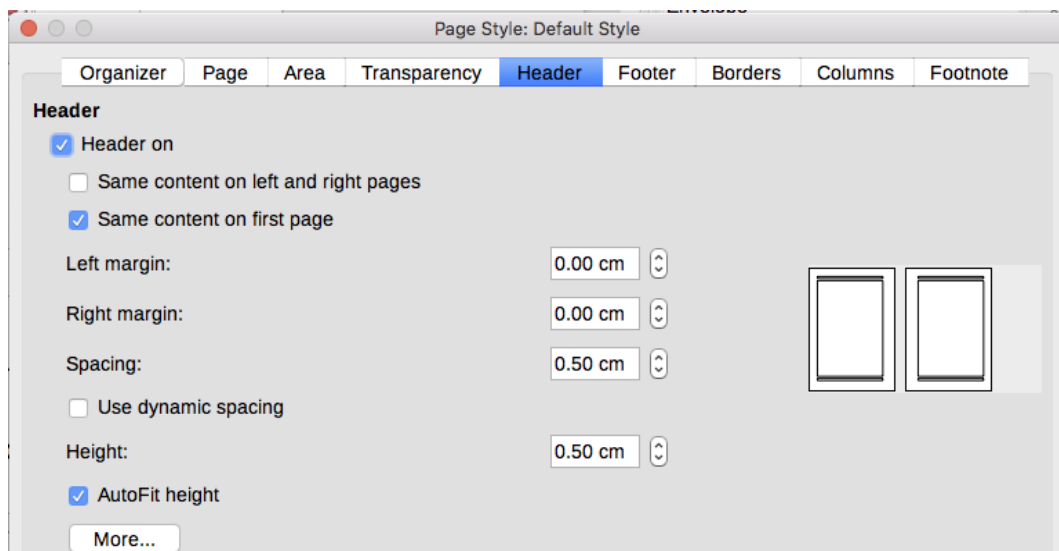 Page Style: Default Style
Organizer Page Area Transparency Header Footer Borders Columns Footnote
Header
Header on
Same content on left and right pages
Same content on first page
Left margin: 0.00 cm
Right margin: 0.00 cm
Spacing: 0.50 cm
Use dynamic spacing
Height: 0.50 cm
AutoFit height
More...